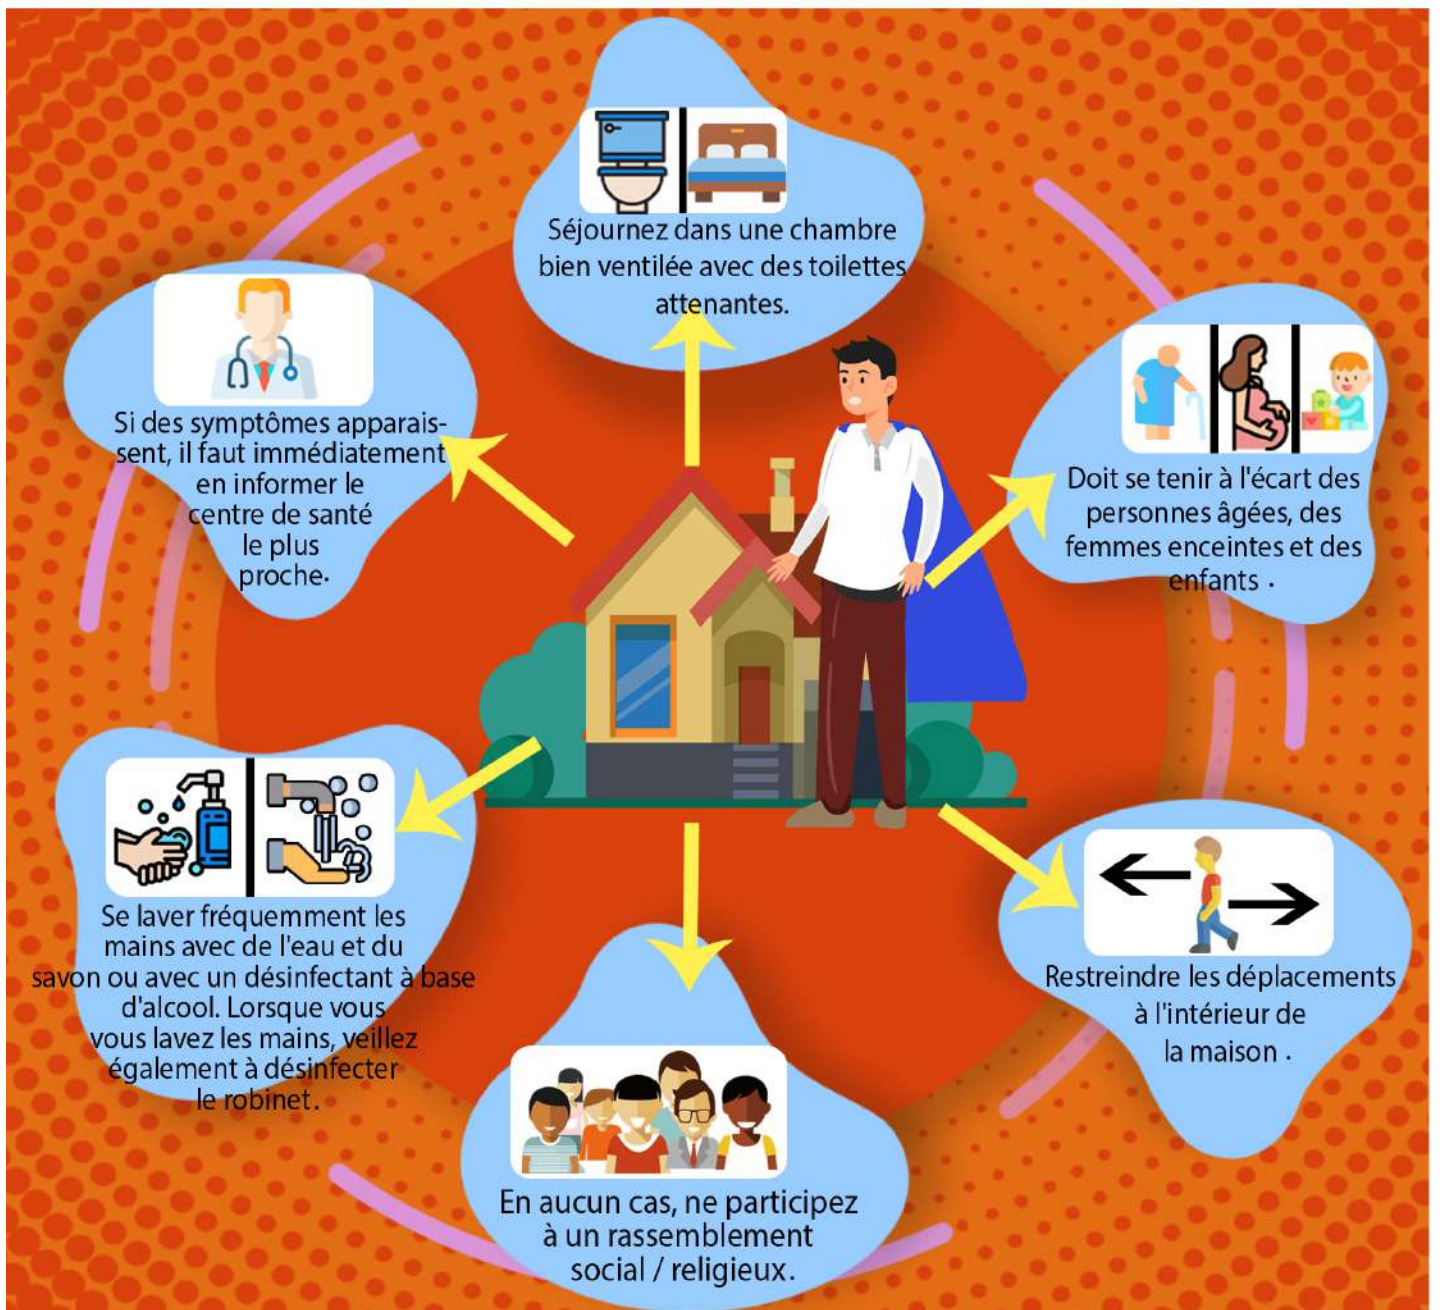 Séjournez dans une chambre
bien ventilée avec des toilettes
attenantes.
Si des symptômes apparais-
sent, il faut immédiatement
en informer le
centre de santé
le plus
proche.
Doit se tenir à l'écart des
personnes âgées, des
femmes enceintes et des
enfants .
Se laver fréquemment les
mains avec de l'eau et du
savon ou avec un désinfectant à base
d'alcool. Lorsque vous
vous lavez les mains, veillez
également à désinfecter
le robinet.
Restreindre les déplacements
à l'intérieur de
la maison .
En aucun cas, ne participez
à un rassemblement
social / religieux.